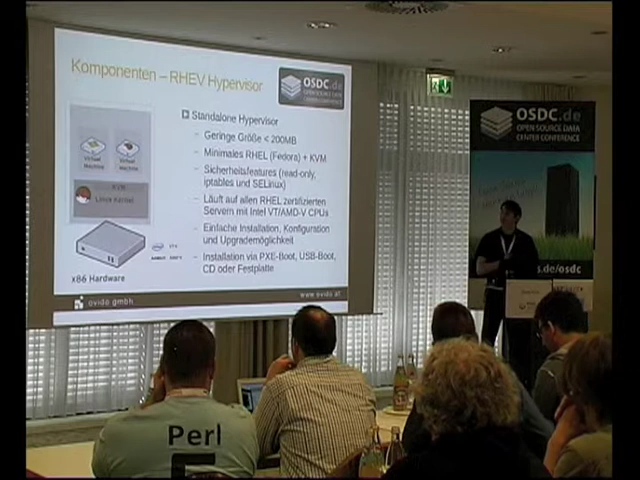 Komponenten – RHEV Hypervisor
OSDC.de
OPEN SOURCE DATA
CENTER CONFERENCE
Standalone Hypervisor
– Geringe Größe < 200MB
– Minimales RHEL (Fedora) + KVM
– Sicherheitsfeatures (read-only,
iptables und SELinux)
– Läuft auf allen RHEL zertifizierten
Servern mit Intel VT/AMD-V CPUs
– Einfache Installation, Konfiguration
und Upgrademöglichkeit
– Installation via PXE-Boot, USB-Boot,
CD oder Festplatte
Virtual
Machine
Virtual
Machine
KVM
Linux Kernel
x86 Hardware
ovido gmbh
www.ovido.at
OSDC.de
OPEN SOURCE DATA
CENTER CONFERENCE
s.de/osdc
Perl